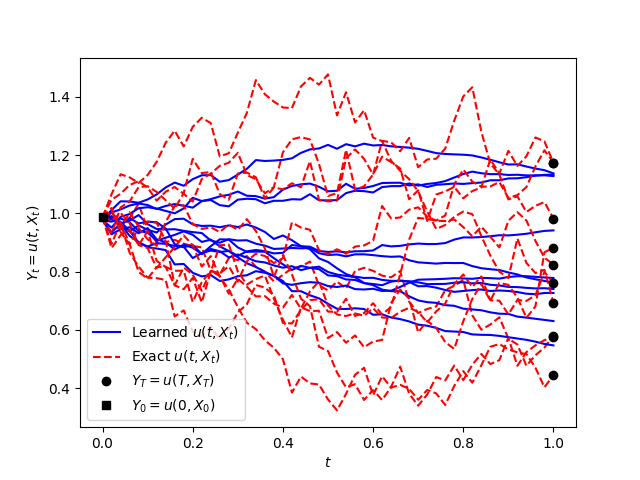 1.4
1.2
1.0
0.8
0.6
0.4
Y_t = u(t, X_t)
Learned u(t, X_t)
Exact u(t, X_t)
Y_T = u(T, X_T)
Y_0 = u(0, X_0)
0.0 0.2 0.4 0.6 0.8 1.0
t